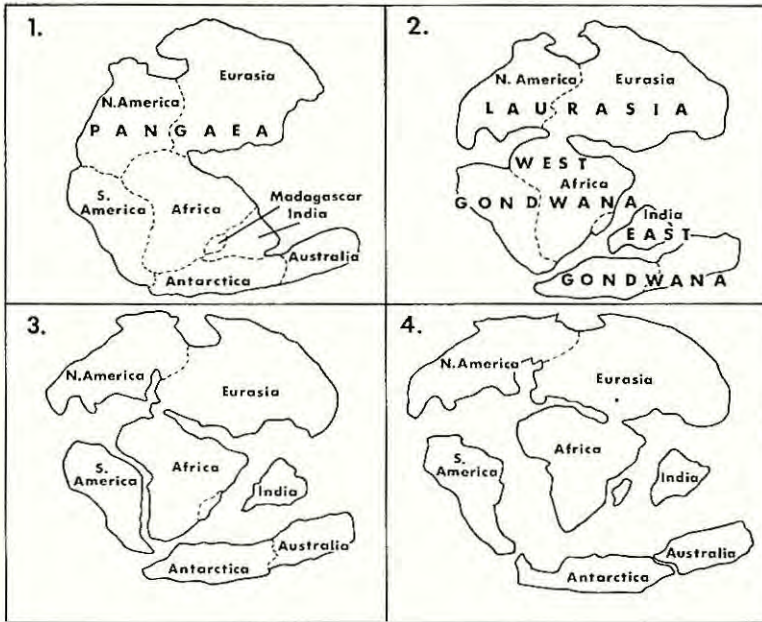 1.
Eurasia
N.America
PANGAEA
S.
America
Africa
Madagascar
India
Australia
Antarctica
2.
N.America
Eurasia
LAURASIA
WEST
Africa
GONDWANA
India
EAST
GONDWANA
3.
N.America
Eurasia
S.
America
Africa
India
Australia
Antarctica
4.
N.America
Eurasia
Africa
S.
America
India
Australia
Antarctica